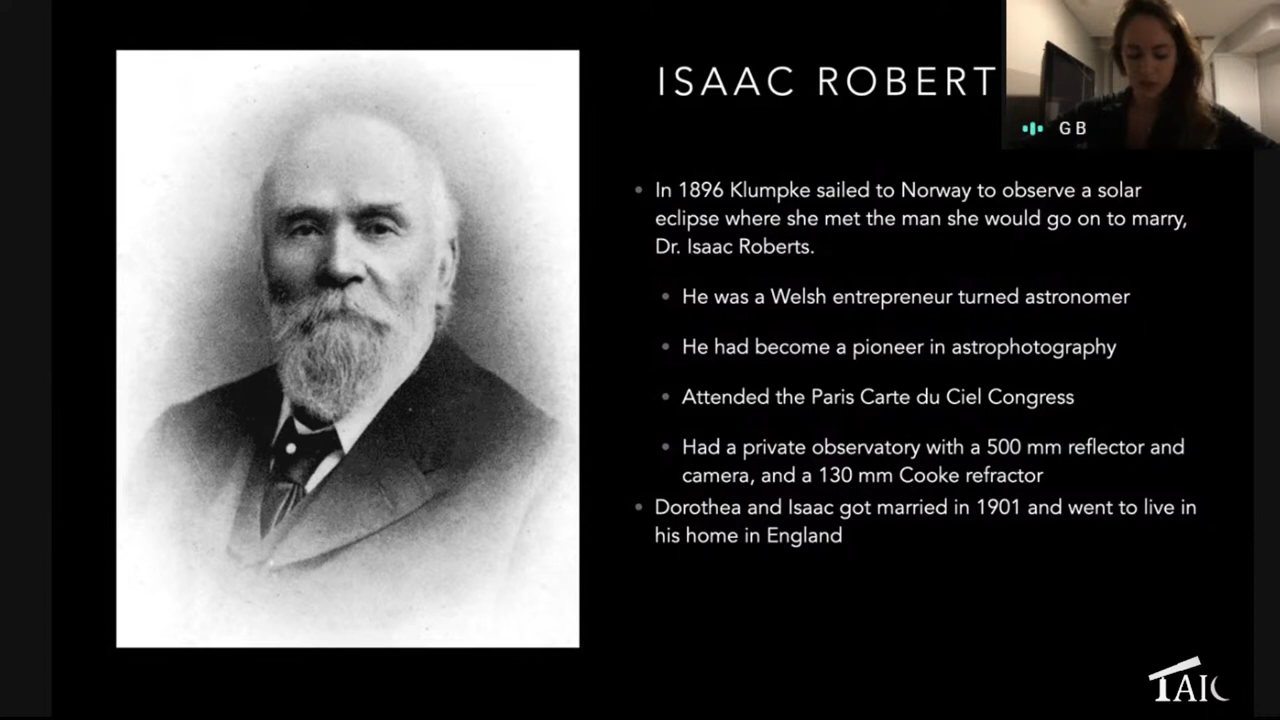 ISAAC ROBERT
GB
In 1896 Klumpke sailed to Norway to observe a solar
eclipse where she met the man she would go on to marry,
Dr. Isaac Roberts.
He was a Welsh entrepreneur turned astronomer
He had become a pioneer in astrophotography
Attended the Paris Carte du Ciel Congress
Had a private observatory with a 500 mm reflector and
camera, and a 130 mm Cooke refractor
Dorothea and Isaac got married in 1901 and went to live in
his home in England
TAIC